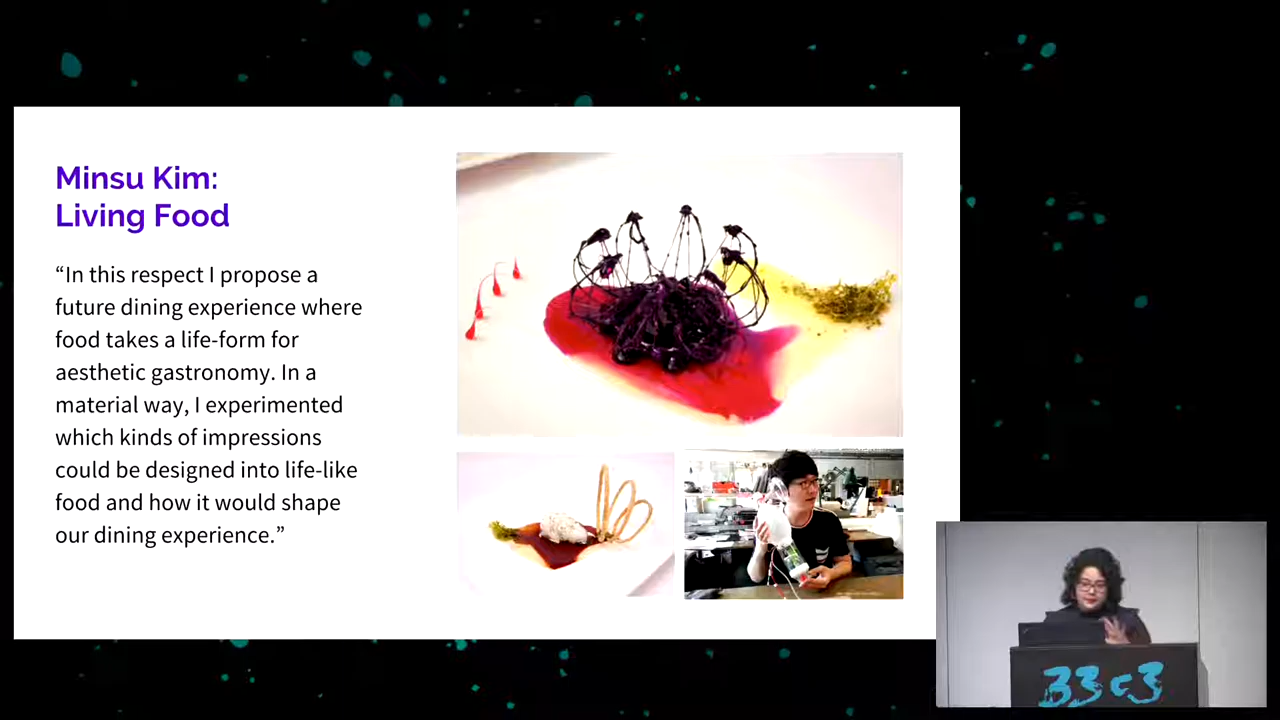 Minsu Kim:
Living Food
“In this respect I propose a
future dining experience where
food takes a life-form for
aesthetic gastronomy. In a
material way, I experimented
which kinds of impressions
could be designed into life-like
food and how it would shape
our dining experience.”
33c3